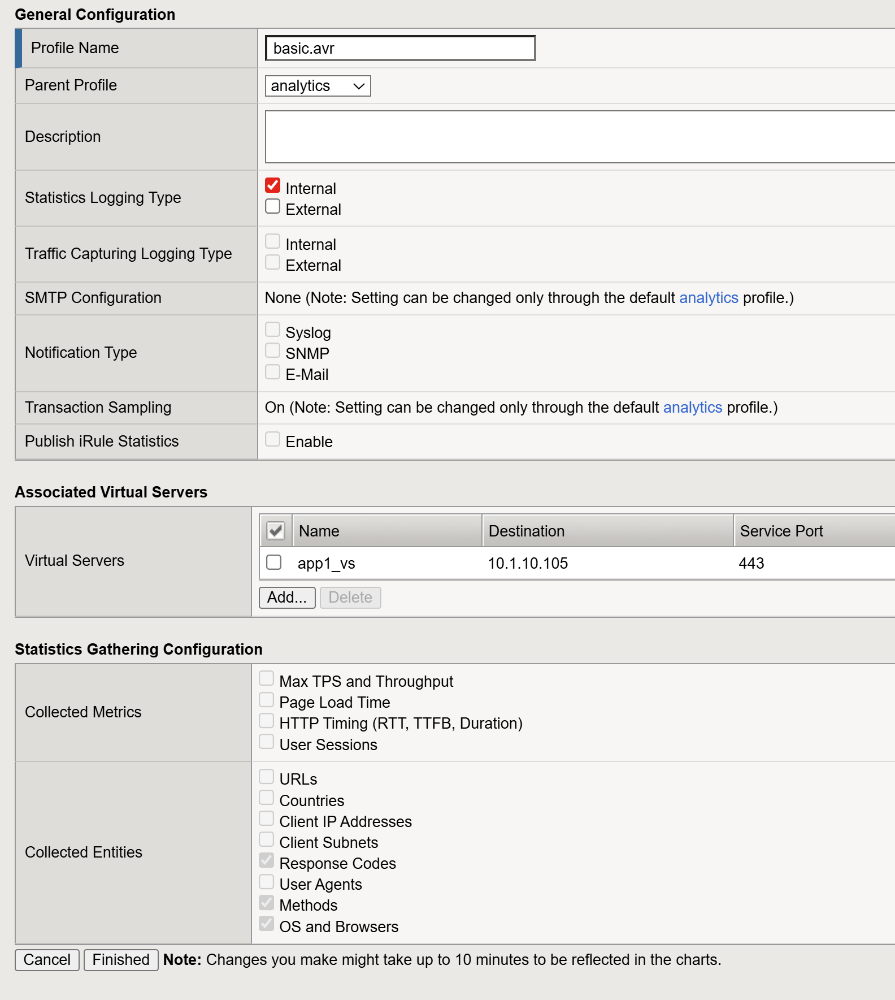 General Configuration
Profile Name
basic.avr
Parent Profile
analytics
Description
Statistics Logging Type
Internal
External
Traffic Capturing Logging Type
Internal
External
SMTP Configuration
None (Note: Setting can be changed only through the default analytics profile.)
Notification Type
Syslog
SNMP
E-Mail
Transaction Sampling
On (Note: Setting can be changed only through the default analytics profile.)
Publish iRule Statistics
Enable
Associated Virtual Servers
Virtual Servers
Name Destination Service Port
app1_vs 10.1.10.105 443
Add... Delete
Statistics Gathering Configuration
Collected Metrics
Max TPS and Throughput
Page Load Time
HTTP Timing (RTT, TTFB, Duration)
User Sessions
Collected Entities
URLs
Countries
Client IP Addresses
Client Subnets
Response Codes
User Agents
Methods
OS and Browsers
Cancel Finished Note: Changes you make might take up to 10 minutes to be reflected in the charts.